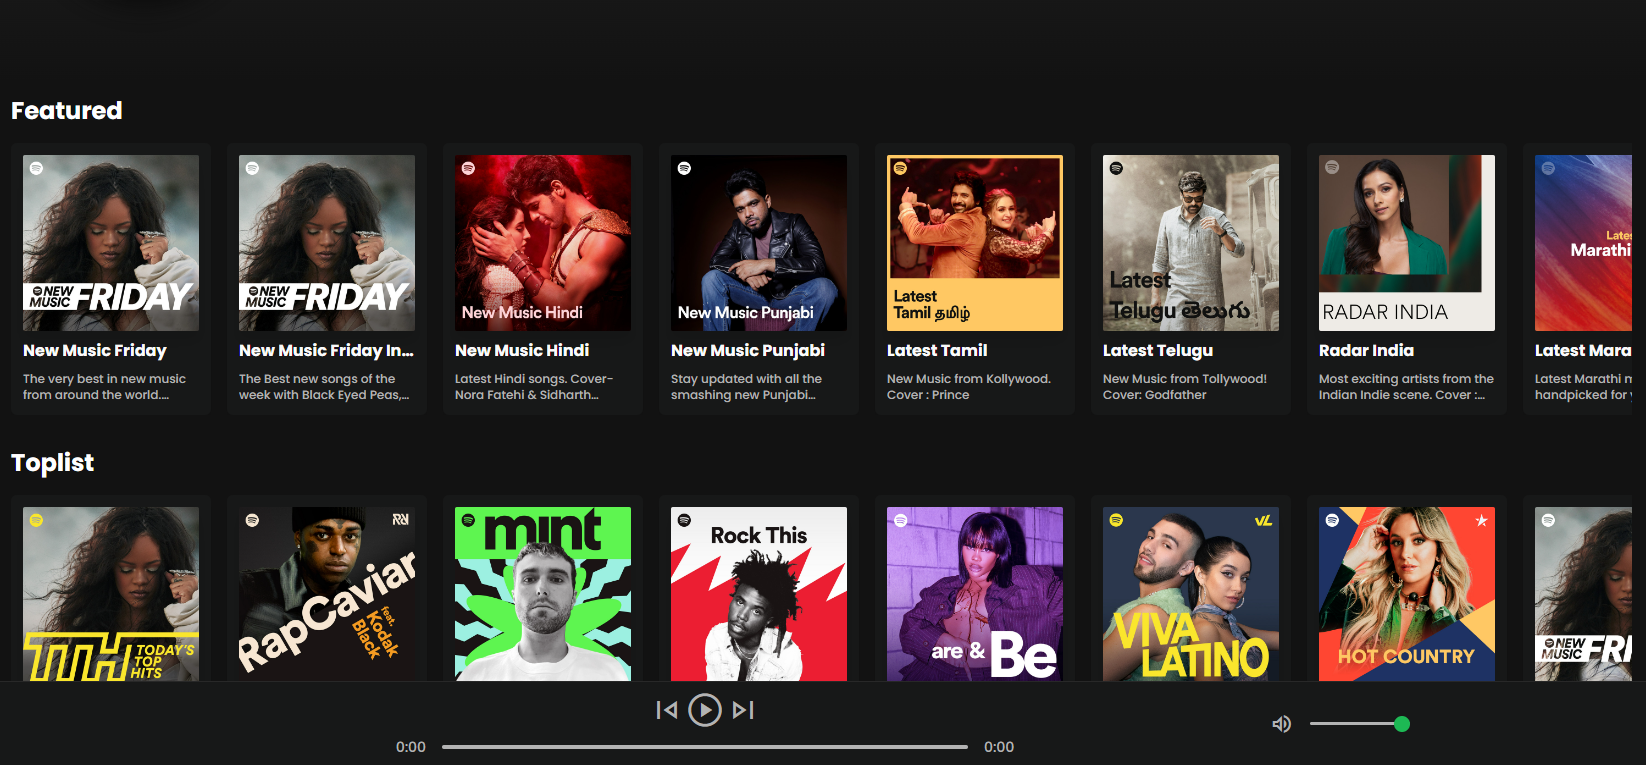 Featured
NEW
MUSIC FRIDAY
New Music Friday
The very best in new music
from around the world....
NEW
MUSIC FRIDAY
New Music Friday In...
The Best new songs of the
week with Black Eyed Peas,...
New Music Hindi
New Music Hindi
Latest Hindi songs. Cover-
Nora Fatehi & Sidharth...
New Music Punjabi
New Music Punjabi
Stay updated with all the
smashing new Punjabi...
Latest
Tamil தமிழ்
Latest Tamil
New Music from Kollywood.
Cover : Prince
Latest
Telugu తెలుగు
Latest Telugu
New Music from Tollywood!
Cover: Godfather
RADAR INDIA
Radar India
Most exciting artists from the
Indian Indie scene. Cover :...
Lates
Marathi
Latest Mara
Latest Marathi m
handpicked for y
Toplist
TTH TODAY'S
TOP
HITS
RapCaviar
feat.
Kodak
Black
mint
Rock This
are & Be
VL
VIVA
LATINO
HOT COUNTRY
NEW
MUSIC FRI
0:00
0:00